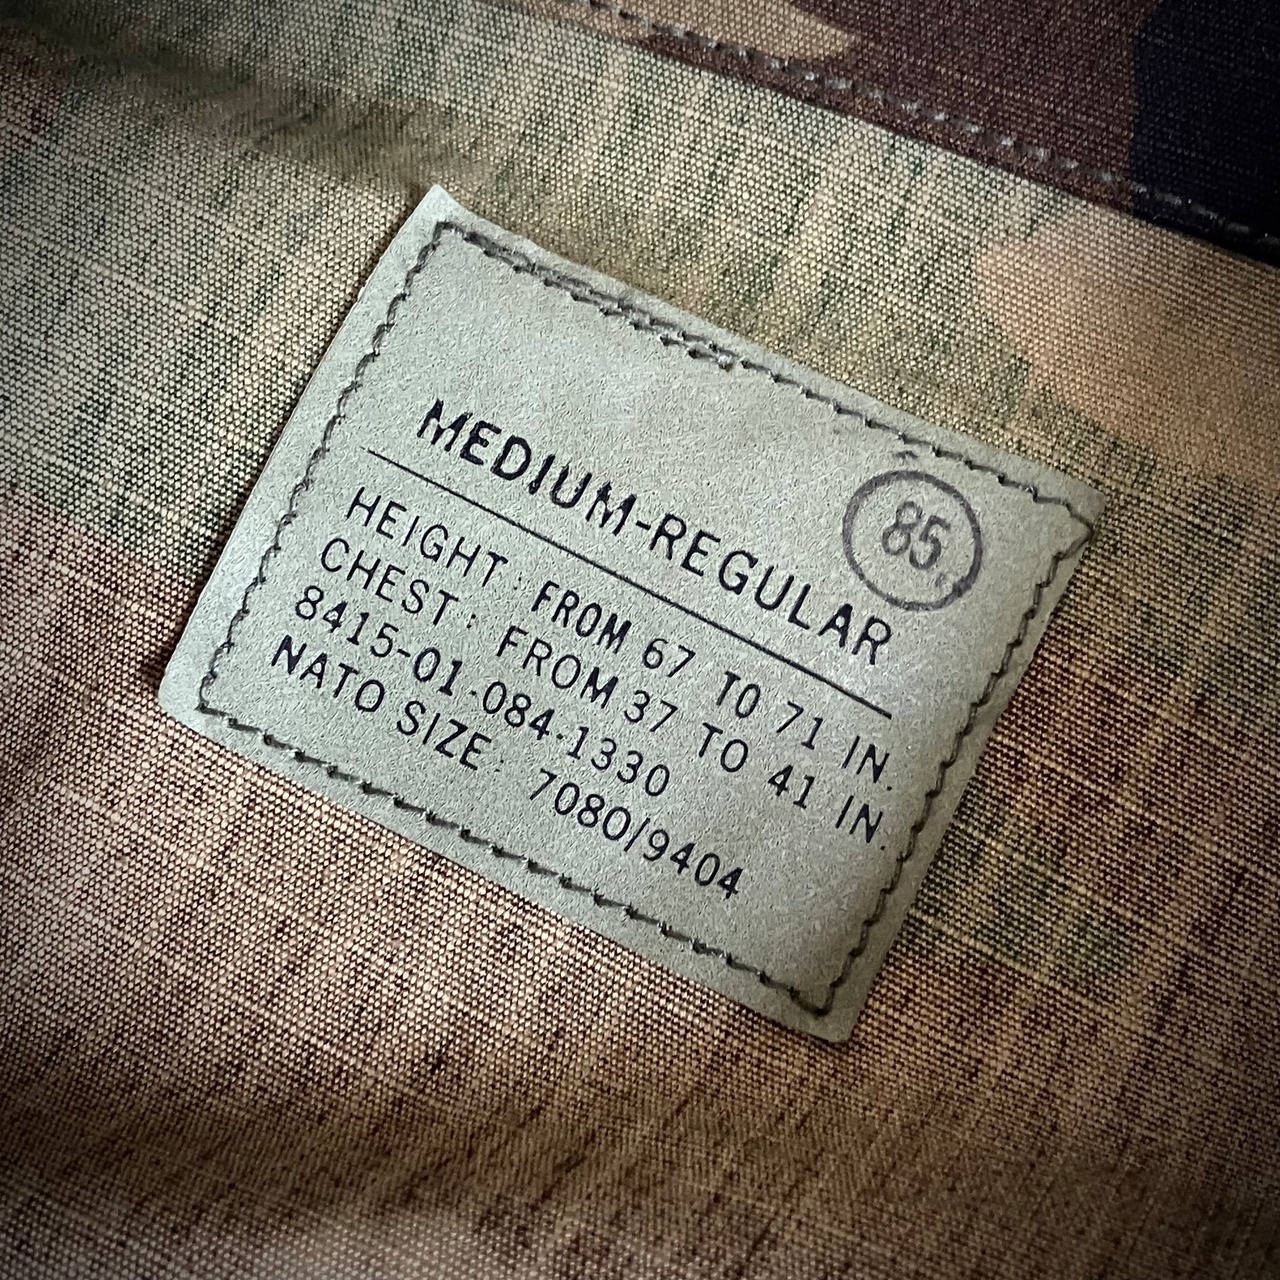 MEDIUM-REGULAR
85
HEIGHT: FROM 67 TO 71 IN.
CHEST: FROM 37 TO 41 IN.
8415-01-084-1330
NATO SIZE: 7080/9404